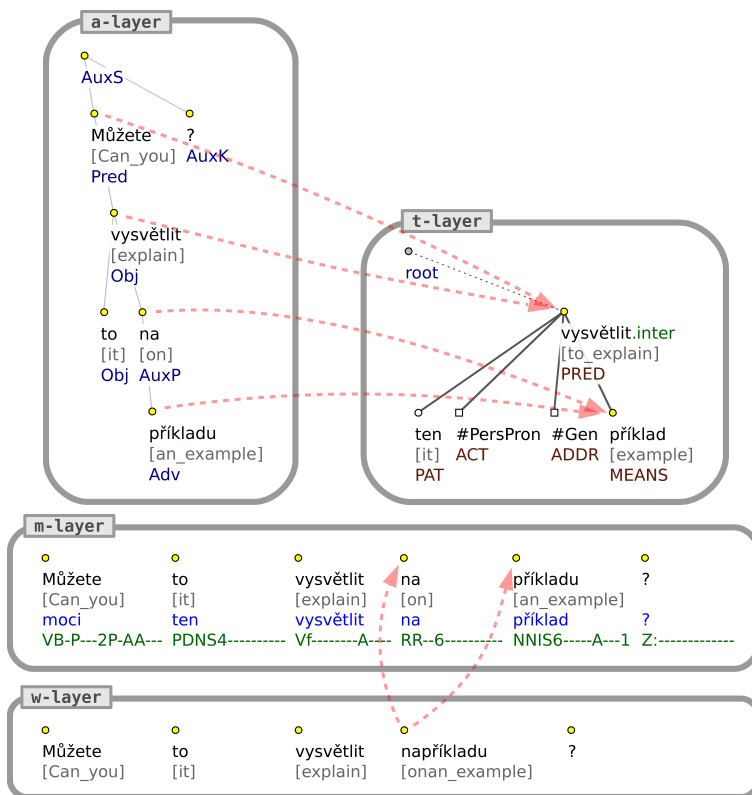 a-layer
AuxS
Můžete ?
[Can_you] AuxK
Pred
vysvětlit
[explain]
Obj
to na
[it] [on]
Obj AuxP
příkladu
[an_example]
Adv
t-layer
root
vysvětlit.inter
[to_explain]
PRED
ten #PersPron #Gen příklad
[it] ACT ADDR [example]
PAT MEANS
m-layer
Můžete to vysvětlit na příkladu ?
[Can_you] [it] [explain] [on] [an_example]
moci ten vysvětlit na příklad ?
VB-P---2P-AA--- PDNS4---------- Vf--------A---- RR--6---------- NNIS6-----A---1 Z:-------------
w-layer
Můžete to vysvětlit napříkladu ?
[Can_you] [it] [explain] [onan_example]